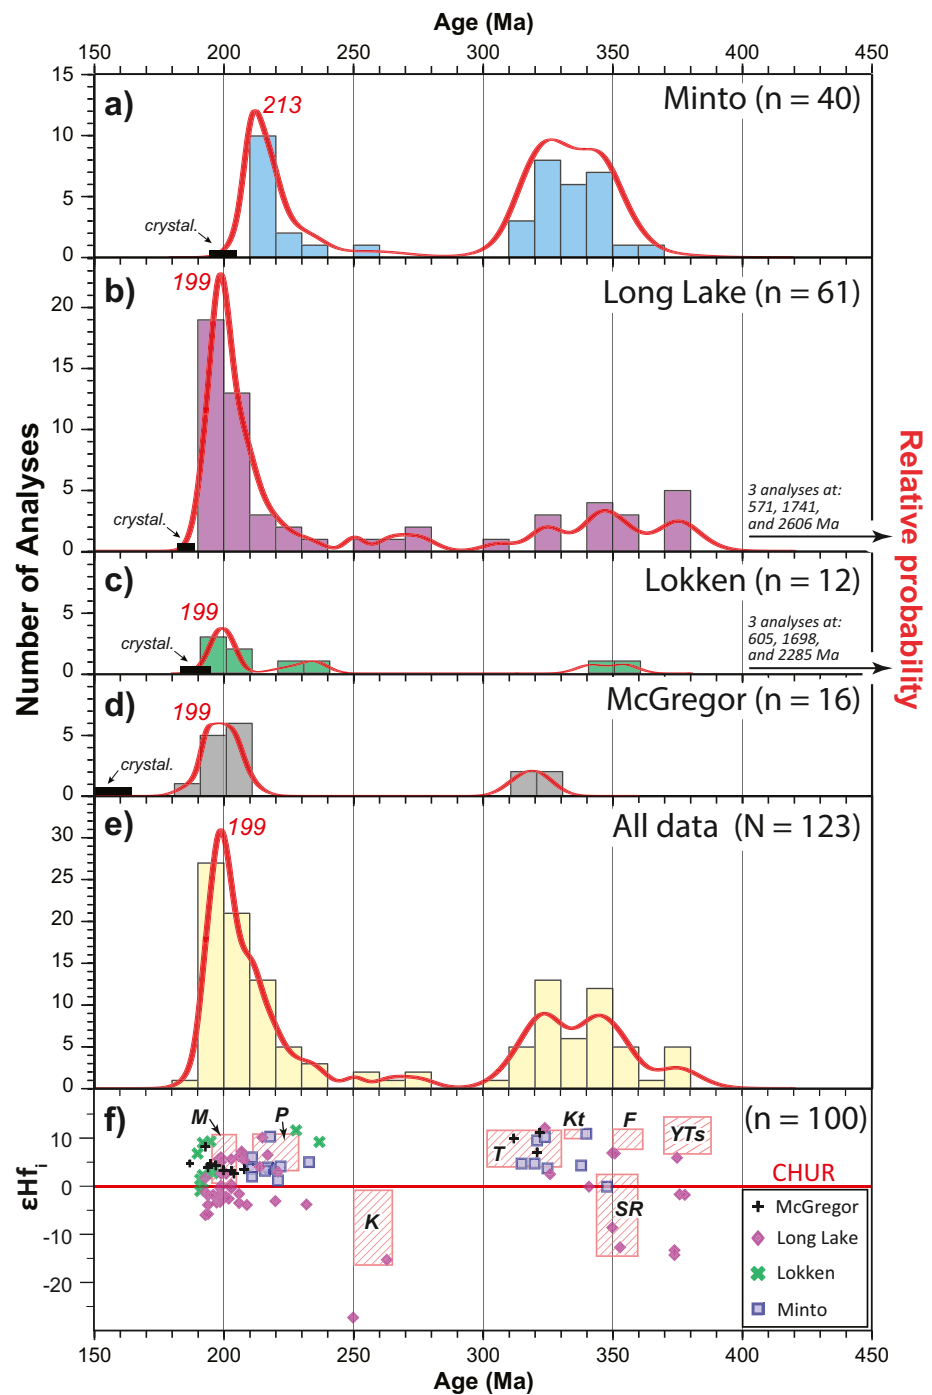 Age (Ma)
150 200 250 300 350 400 450
15
10
5
0
a)
213
Minto (n = 40)
crystal.
20
15
10
5
0
b)
199
Long Lake (n = 61)
crystal.
3 analyses at:
571, 1741,
and 2606 Ma
5
0
c)
199
Lokken (n = 12)
crystal.
3 analyses at:
605, 1698,
and 2285 Ma
5
0
d)
199
McGregor (n = 16)
crystal.
30
25
20
15
10
5
0
e)
199
All data (N = 123)
Number of Analyses
Relative probability
10
0
-10
-20
εHfi
f)
(n = 100)
M
P
T
Kt
F
YTs
K
SR
CHUR
McGregor
Long Lake
Lokken
Minto
150 200 250 300 350 400 450
Age (Ma)